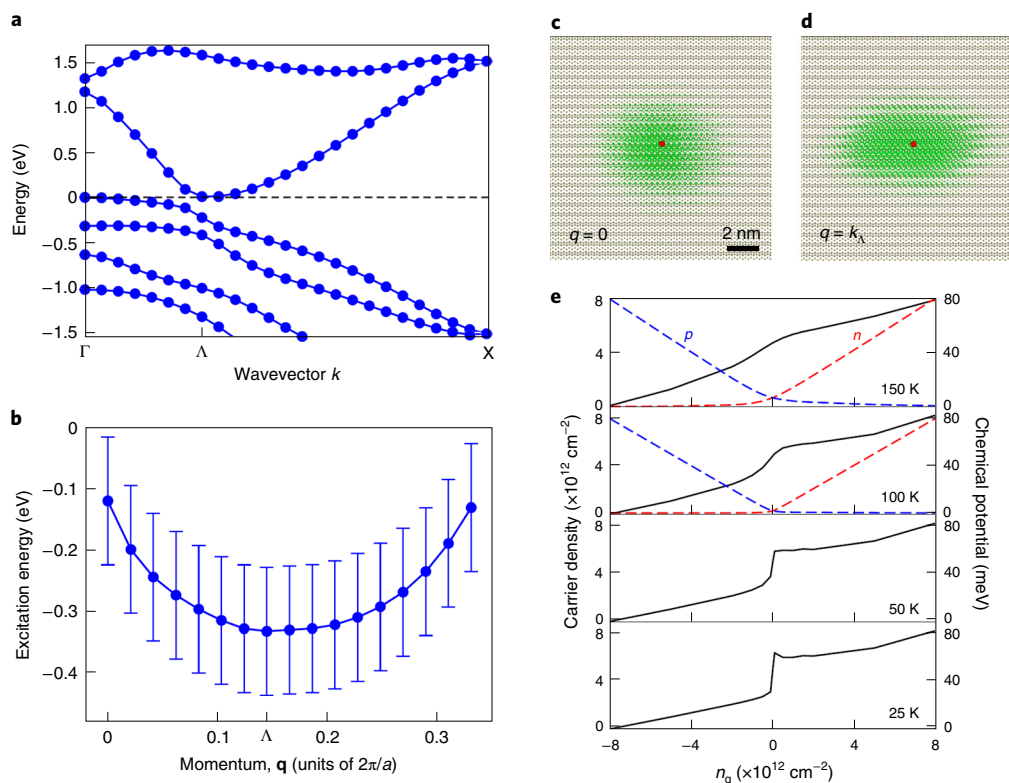 a
1.5
1.0
0.5
0
−0.5
−1.0
−1.5
Energy (eV)
Γ
Λ
X
Wavevector k
b
0
−0.1
−0.2
−0.3
−0.4
Excitation energy (eV)
0
0.1
Λ
0.2
0.3
Momentum, q (units of 2π/a)
c
q = 0
2 nm
d
q = kΛ
e
8
4
0
80
40
0
p
n
150 K
8
4
0
80
40
0
100 K
8
4
0
80
40
0
50 K
8
4
0
80
40
0
25 K
Carrier density (×10¹² cm⁻²)
Chemical potential (meV)
−8
−4
0
4
8
ng (×10¹² cm⁻²)